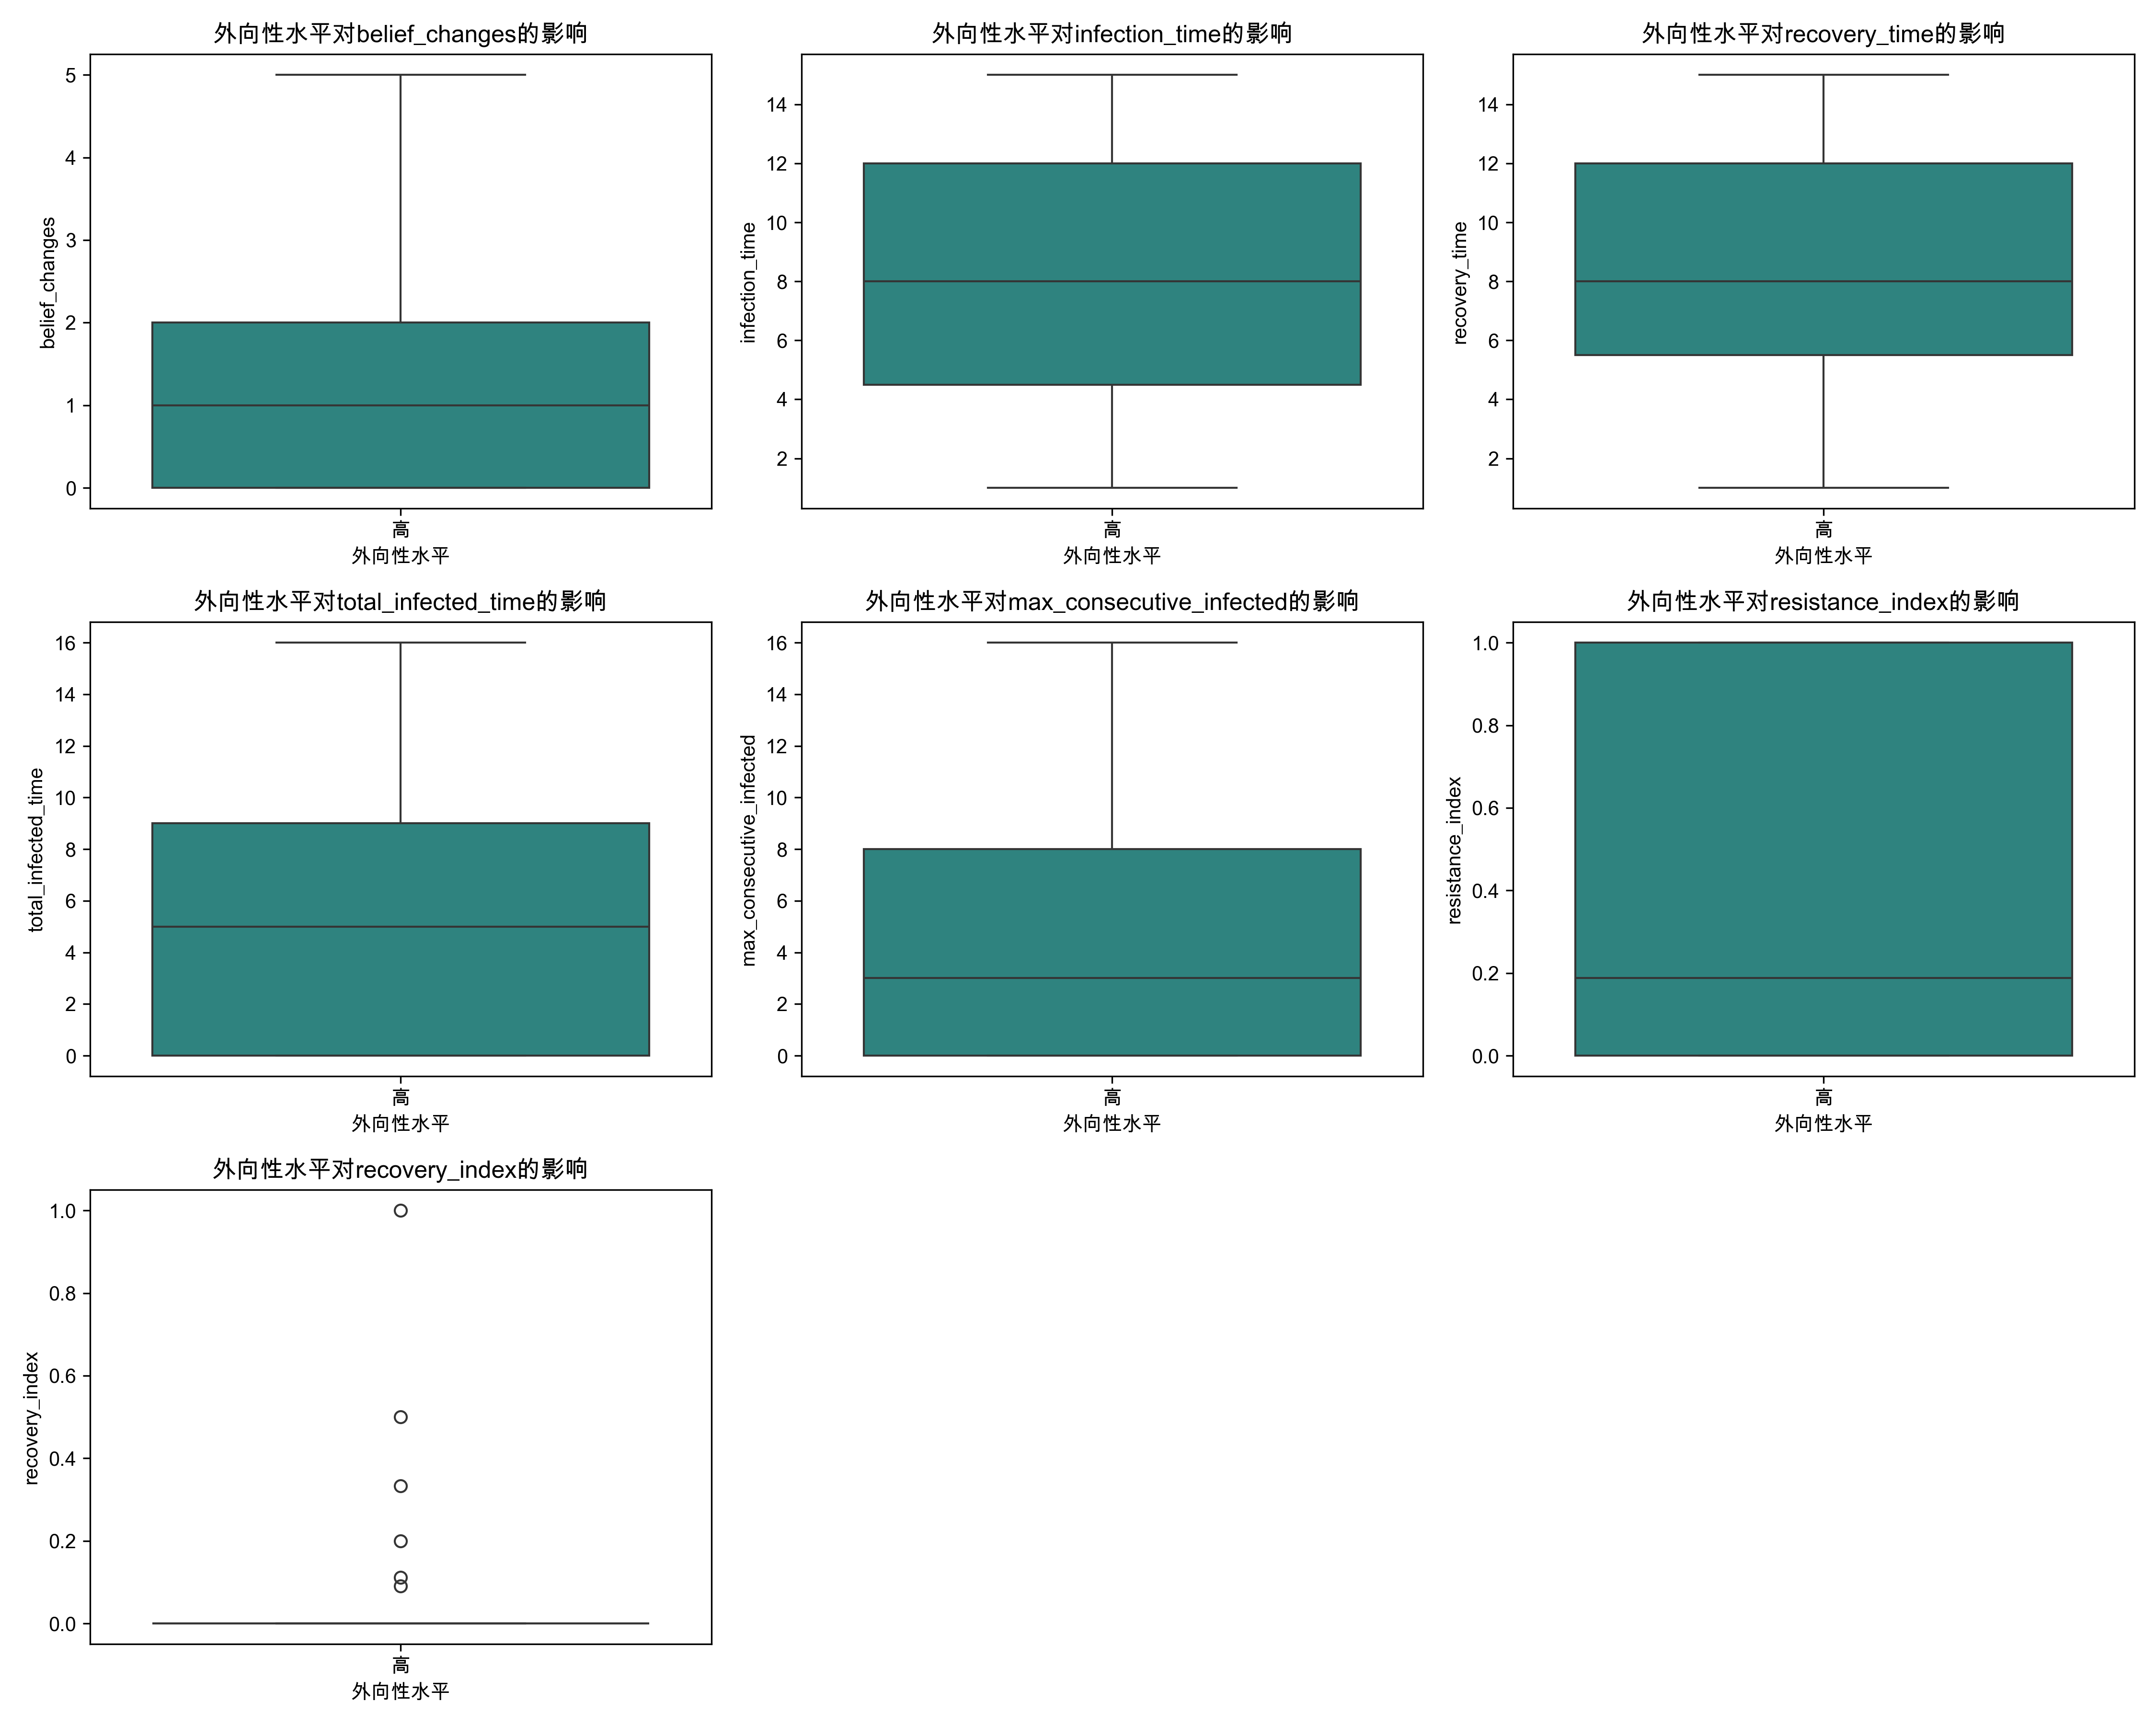 外向性水平对belief_changes的影响
belief_changes
5
4
3
2
1
0
高
外向性水平
外向性水平对infection_time的影响
infection_time
14
12
10
8
6
4
2
高
外向性水平
外向性水平对recovery_time的影响
recovery_time
14
12
10
8
6
4
2
高
外向性水平
外向性水平对total_infected_time的影响
total_infected_time
16
14
12
10
8
6
4
2
0
高
外向性水平
外向性水平对max_consecutive_infected的影响
max_consecutive_infected
16
14
12
10
8
6
4
2
0
高
外向性水平
外向性水平对resistance_index的影响
resistance_index
1.0
0.8
0.6
0.4
0.2
0.0
高
外向性水平
外向性水平对recovery_index的影响
recovery_index
1.0
0.8
0.6
0.4
0.2
0.0
高
外向性水平